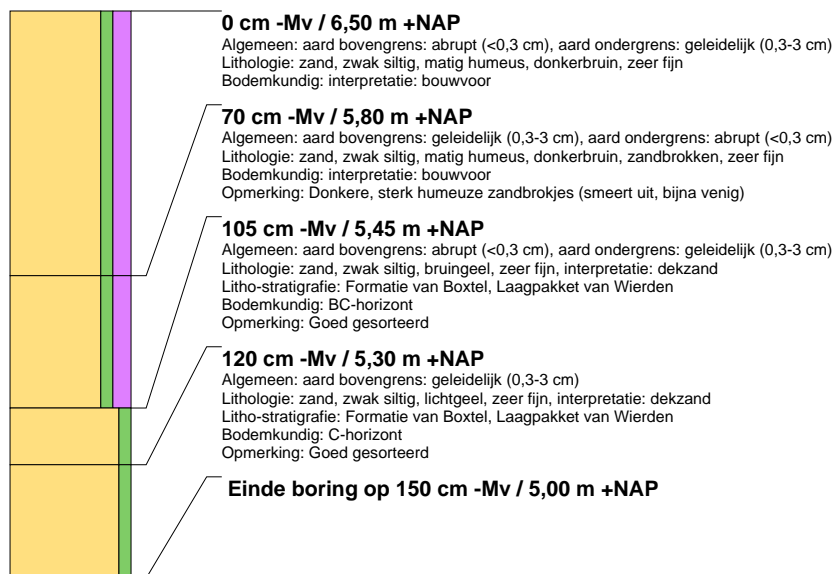 0 cm -Mv / 6,50 m +NAP
Algemeen: aard bovengrens: abrupt (<0,3 cm), aard ondergrens: geleidelijk (0,3-3 cm)
Lithologie: zand, zwak siltig, matig humeus, donkerbruin, zeer fijn
Bodemkundig: interpretatie: bouwvoor
70 cm -Mv / 5,80 m +NAP
Algemeen: aard bovengrens: geleidelijk (0,3-3 cm), aard ondergrens: abrupt (<0,3 cm)
Lithologie: zand, zwak siltig, matig humeus, donkerbruin, zandbrokken, zeer fijn
Bodemkundig: interpretatie: bouwvoor
Opmerking: Donkere, sterk humeuze zandbrokjes (smeert uit, bijna venig)
105 cm -Mv / 5,45 m +NAP
Algemeen: aard bovengrens: abrupt (<0,3 cm), aard ondergrens: geleidelijk (0,3-3 cm)
Lithologie: zand, zwak siltig, bruingeel, zeer fijn, interpretatie: dekzand
Litho-stratigrafie: Formatie van Boxtel, Laagpakket van Wierden
Bodemkundig: BC-horizont
Opmerking: Goed gesorteerd
120 cm -Mv / 5,30 m +NAP
Algemeen: aard bovengrens: geleidelijk (0,3-3 cm)
Lithologie: zand, zwak siltig, lichtgeel, zeer fijn, interpretatie: dekzand
Litho-stratigrafie: Formatie van Boxtel, Laagpakket van Wierden
Bodemkundig: C-horizont
Opmerking: Goed gesorteerd
Einde boring op 150 cm -Mv / 5,00 m +NAP